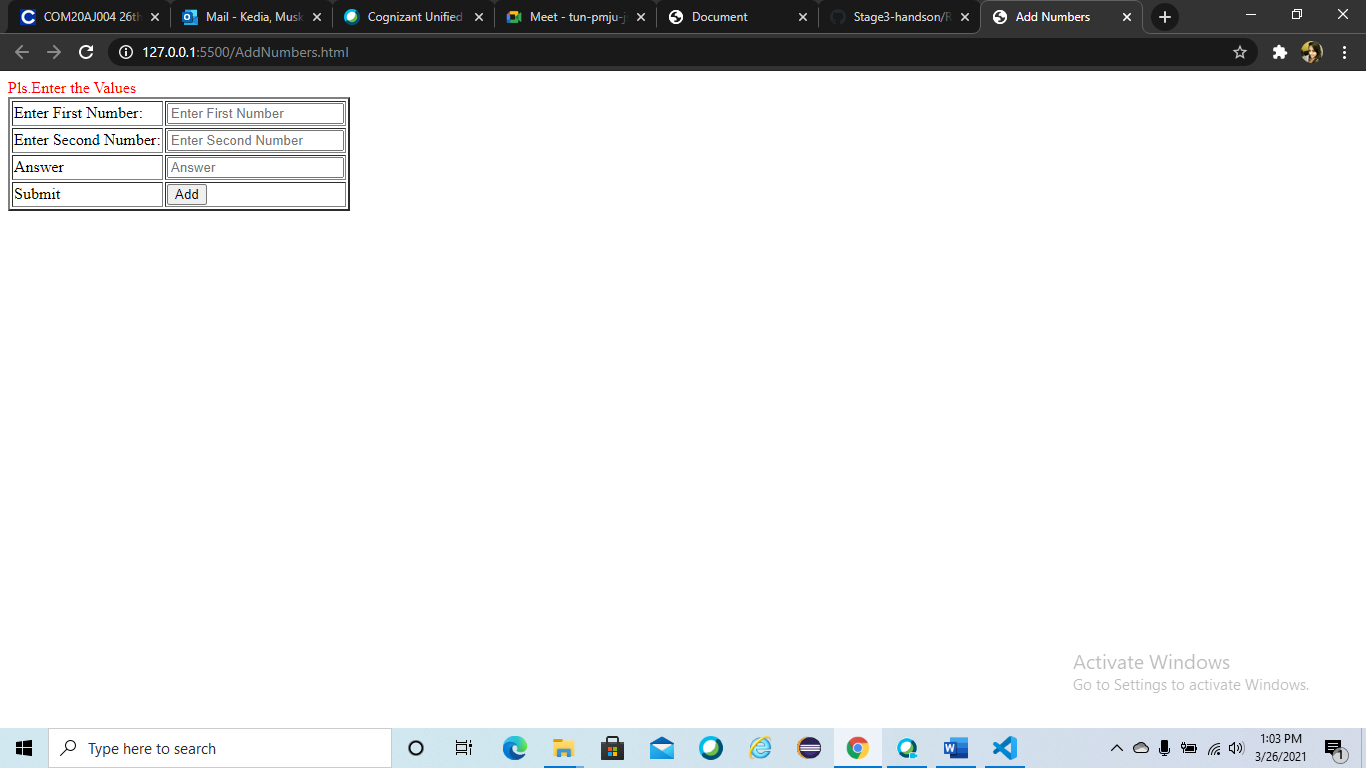 COM20AJ004 26th
Mail - Kedia, Musk
Cognizant Unified
Meet - tun-pmju-j
Document
Stage3-handson/R
Add Numbers
127.0.0.1:5500/AddNumbers.html
Pls.Enter the Values
Enter First Number: Enter First Number
Enter Second Number: Enter Second Number
Answer Answer
Submit Add
Activate Windows
Go to Settings to activate Windows.
Type here to search
1:03 PM
3/26/2021
1